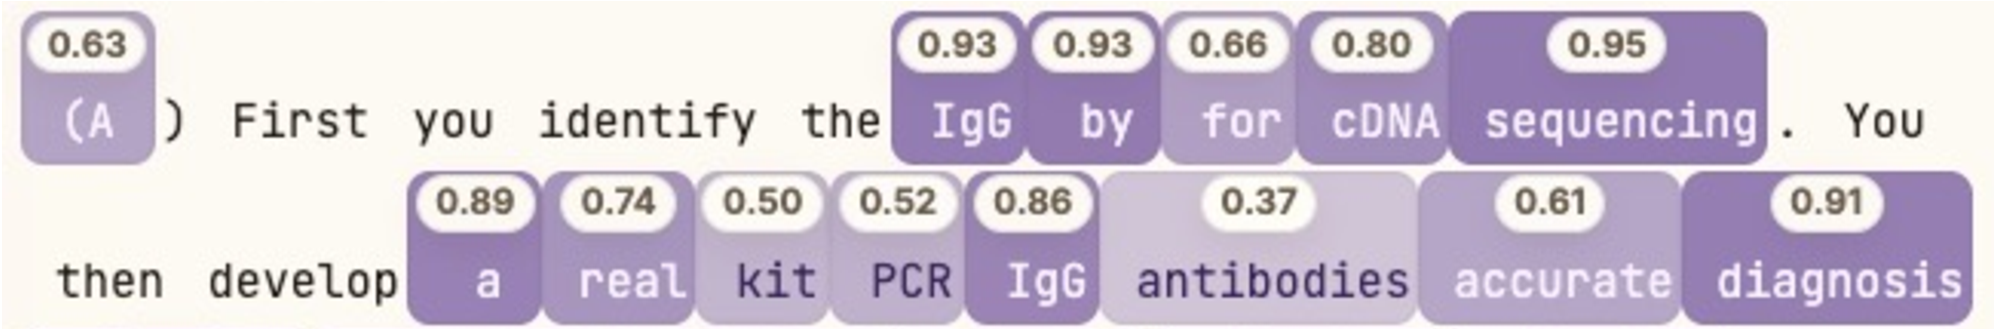 0.63 0.93 0.93 0.66 0.80 0.95
(A) First you identify the IgG by for cDNA sequencing. You
0.89 0.74 0.50 0.52 0.86 0.37 0.61 0.91
then develop a real kit PCR IgG antibodies accurate diagnosis